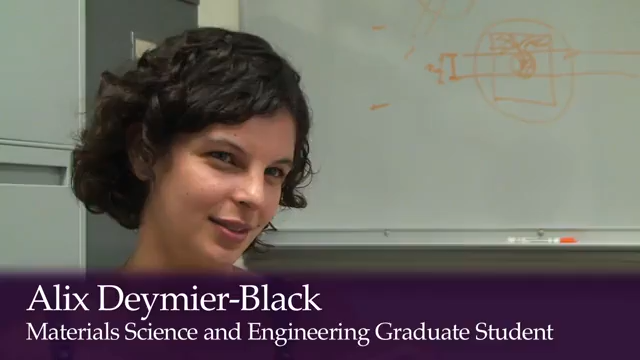 Alix Deymier-Black
Materials Science and Engineering Graduate Student